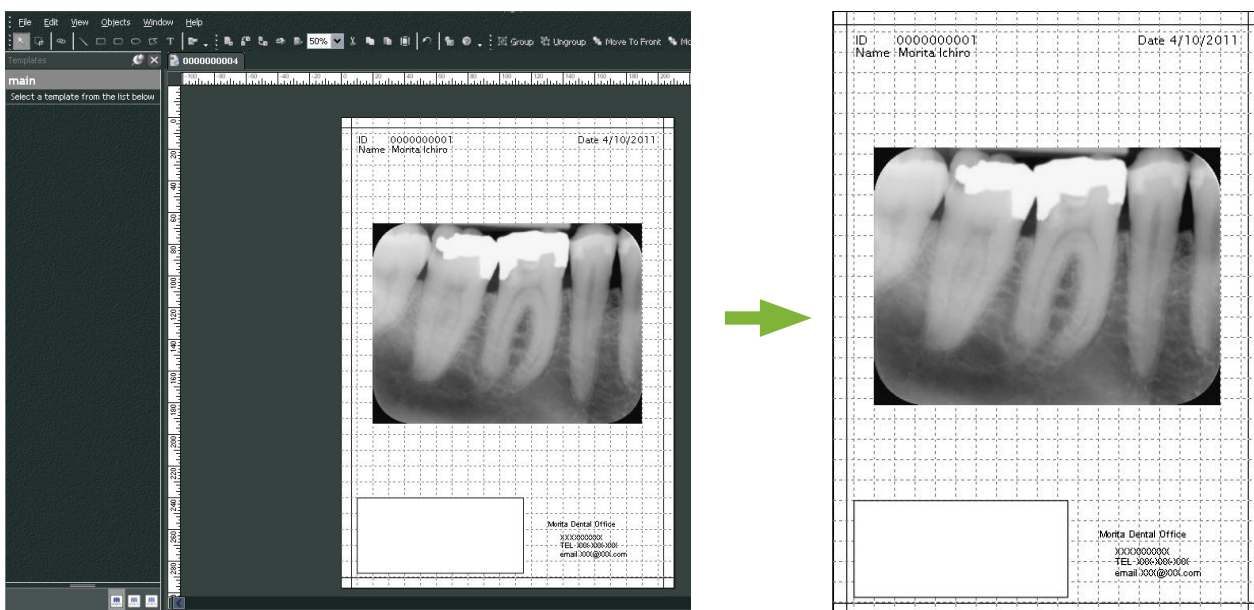 File Edit View Objects Window Help
T 50% Group Ungroup Move To Front
Templates 0000000004
main
Select a template from the list below
ID : 0000000001 Date 4/10/2011
Name Morita Ichiro
Morita Dental Office
TEL
ID 0000000001 Date 4/10/2011
Name Morita Ichiro
Morita Dental Office
TEL